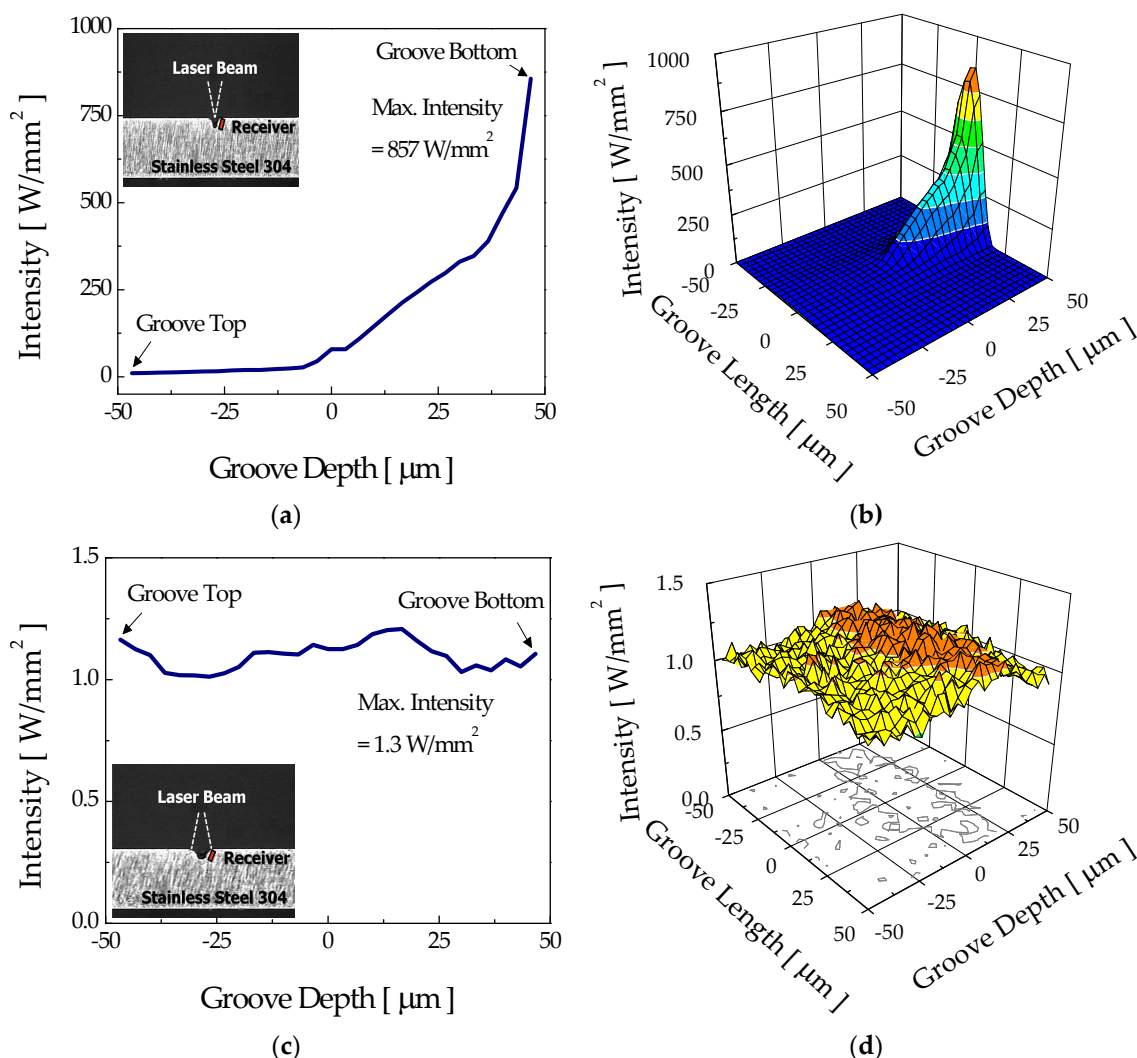 1000
750
500
250
0
Intensity [ W/mm2 ]
Laser Beam
Receiver
Stainless Steel 304
Groove Bottom
Max. Intensity
= 857 W/mm2
Groove Top
-50 -25 0 25 50
Groove Depth [ μm ]
(a)
1000
750
500
250
0
Intensity [ W/mm2 ]
-50
-25
0
25
50
Groove Length [ μm ]
-50
-25
0
25
50
Groove Depth [ μm ]
(b)
1.5
1.0
0.5
0.0
Intensity [ W/mm2 ]
Groove Top
Groove Bottom
Max. Intensity
= 1.3 W/mm2
Laser Beam
Receiver
Stainless Steel 304
-50 -25 0 25 50
Groove Depth [ μm ]
(c)
1.5
1.0
0.5
0.0
Intensity [ W/mm2 ]
-50
-25
0
25
50
Groove Length [ μm ]
-50
-25
0
25
50
Groove Depth [ μm ]
(d)